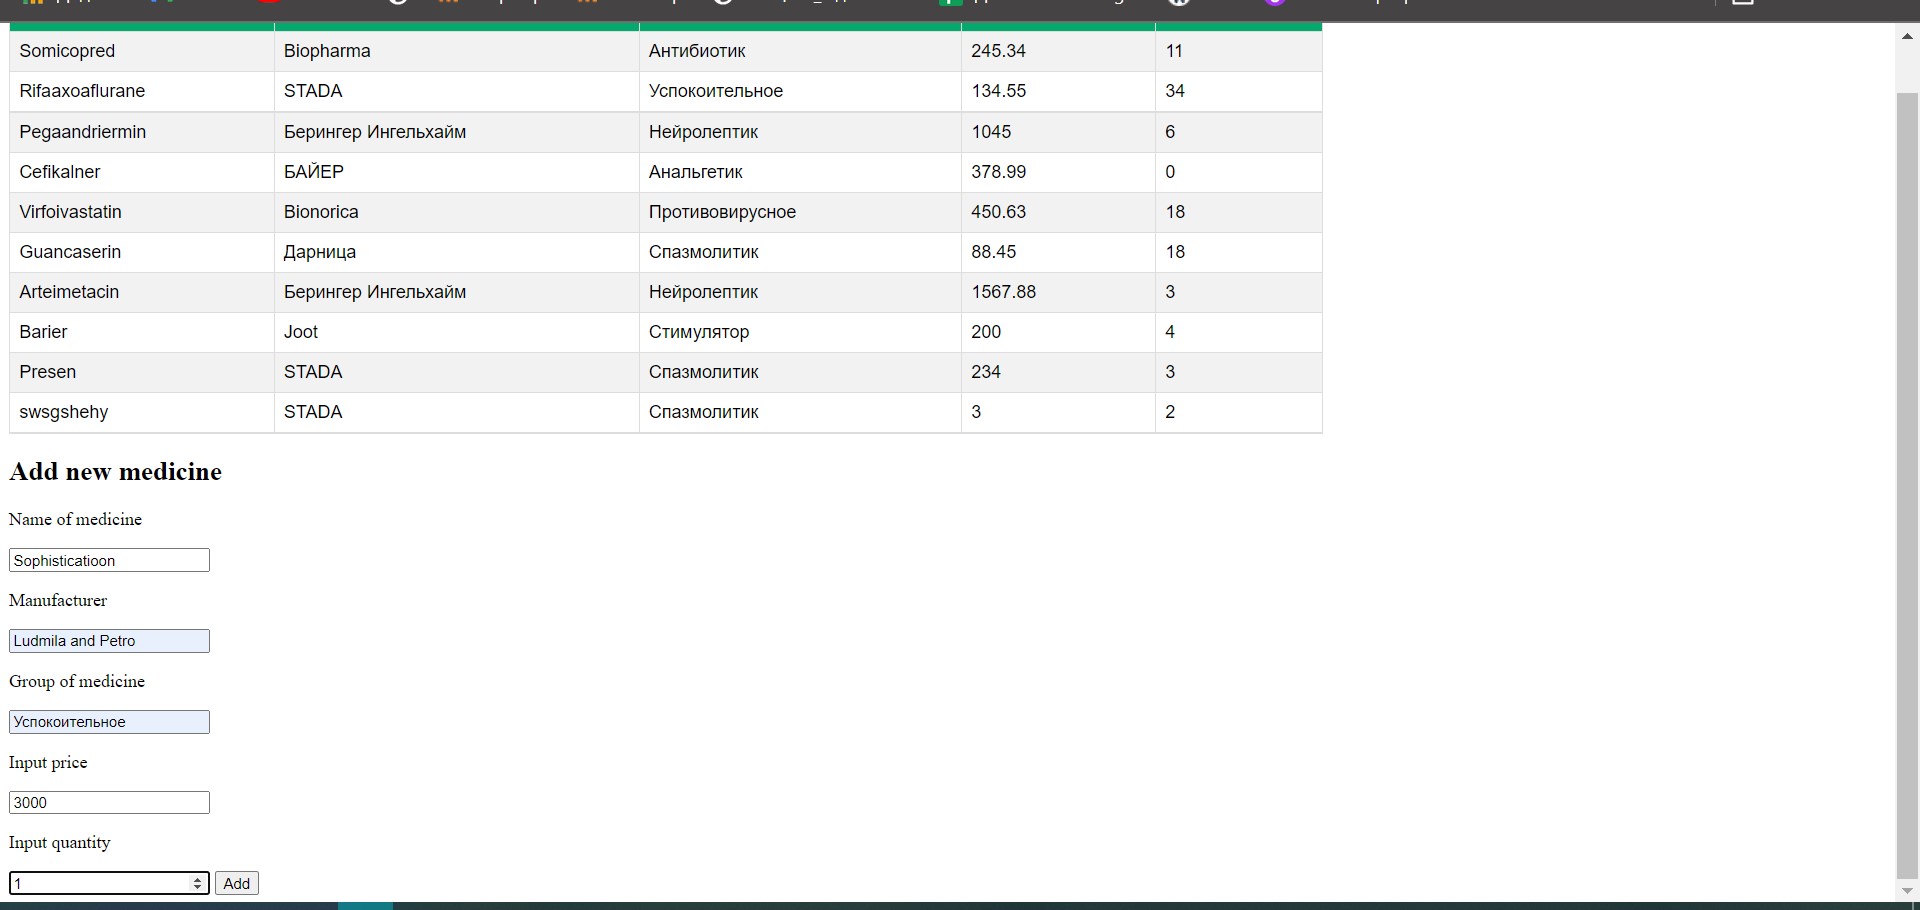 Somicopred Biopharma Антибиотик 245.34 11
Rifaaxoaflurane STADA Успокоительное 134.55 34
Pegaandriermin Берингер Ингельхайм Нейролептик 1045 6
Cefikalner БАЙЕР Анальгетик 378.99 0
Virfoivastatin Bionorica Противовирусное 450.63 18
Guancaserin Дарница Спазмолитик 88.45 18
Arteimetacin Берингер Ингельхайм Нейролептик 1567.88 3
Barier Joot Стимулятор 200 4
Presen STADA Спазмолитик 234 3
swsgshehy STADA Спазмолитик 3 2
Add new medicine
Name of medicine
Sophisticatioon
Manufacturer
Ludmila and Petro
Group of medicine
Успокоительное
Input price
3000
Input quantity
1 Add